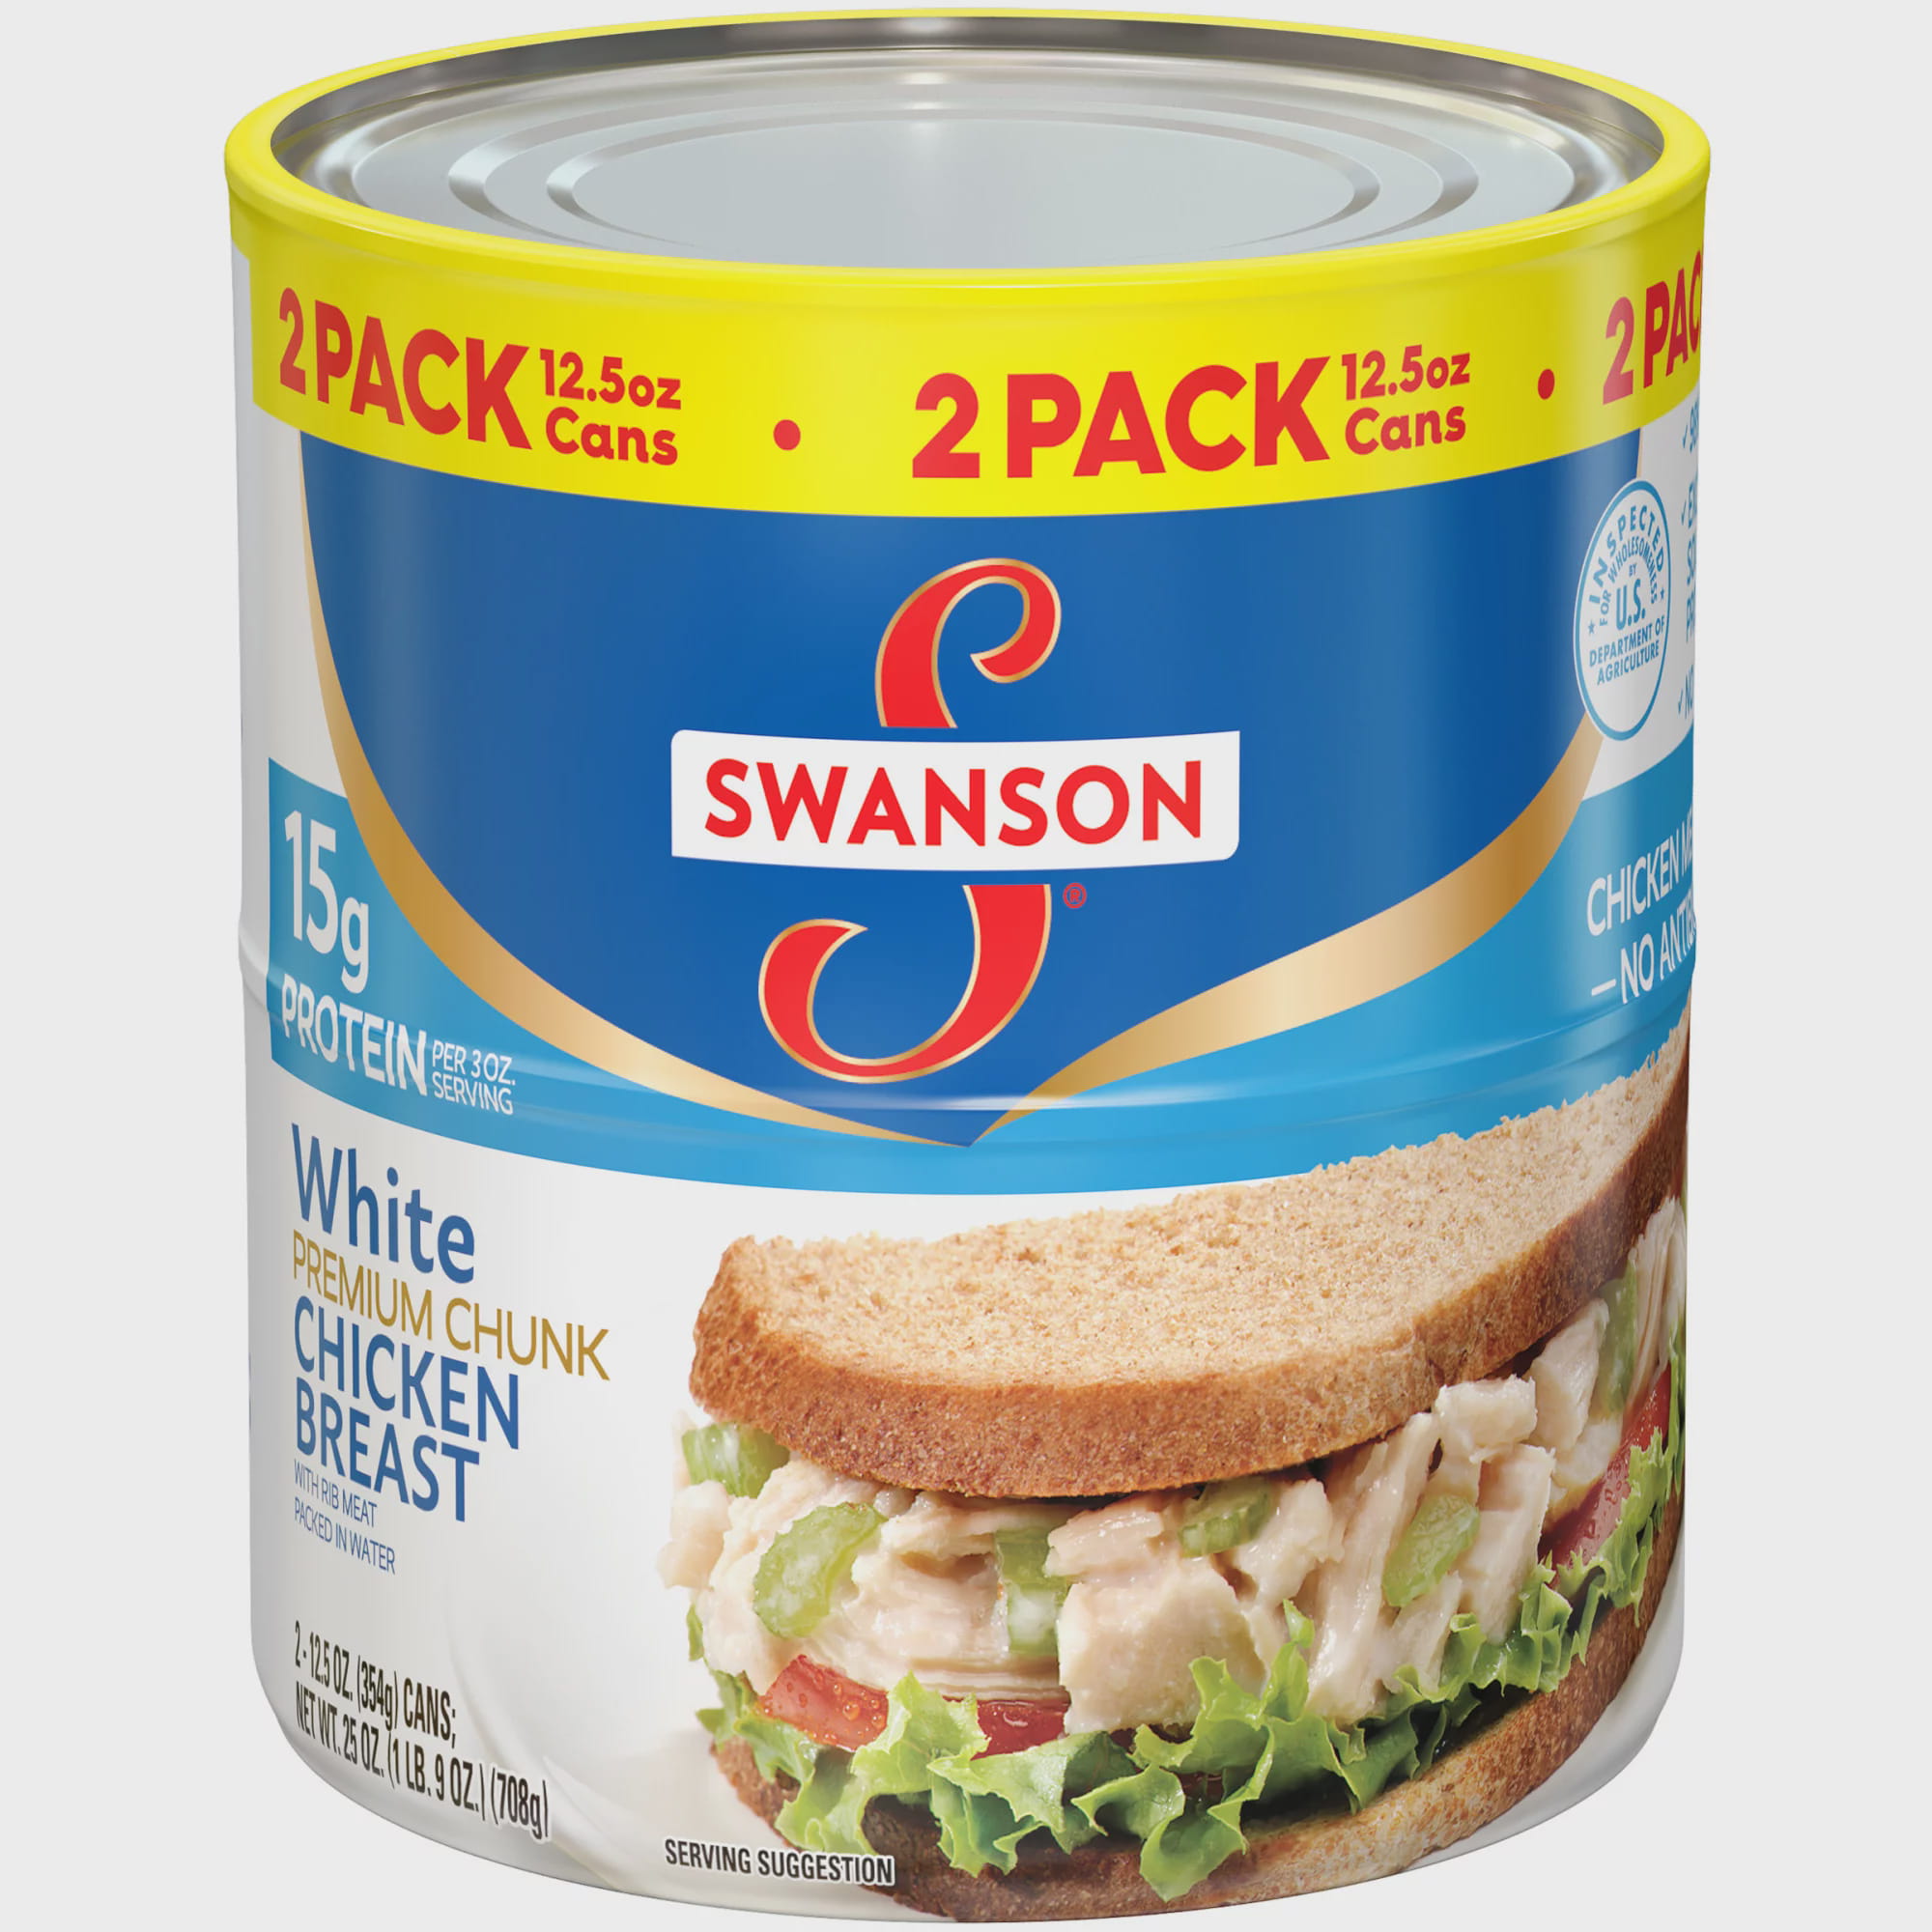 2 PACK 12.5oz Cans • 2 PACK 12.5oz Cans • 2
INSPECTED
FOR WHOLESOMENESS
BY
U.S.
DEPARTMENT OF
AGRICULTURE
SWANSON®
15g
PROTEIN PER 3 OZ. SERVING
CHICKEN
—NO
White
PREMIUM CHUNK
CHICKEN
BREAST
WITH RIB MEAT
PACKED IN WATER
2 - 12.5 OZ. (354g) CANS;
NET WT. 25 OZ. (1 LB. 9 OZ.) (708g)
SERVING SUGGESTION